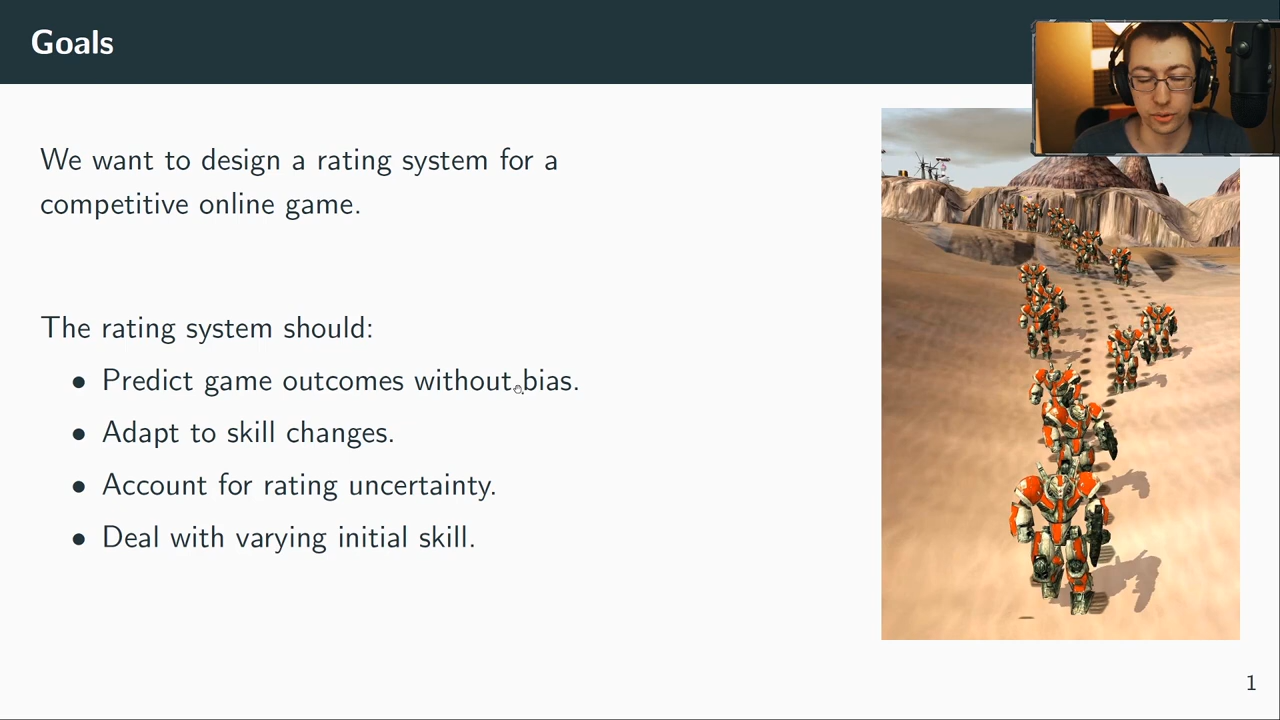 Goals
We want to design a rating system for a
competitive online game.
The rating system should:
• Predict game outcomes without bias.
• Adapt to skill changes.
• Account for rating uncertainty.
• Deal with varying initial skill.
1